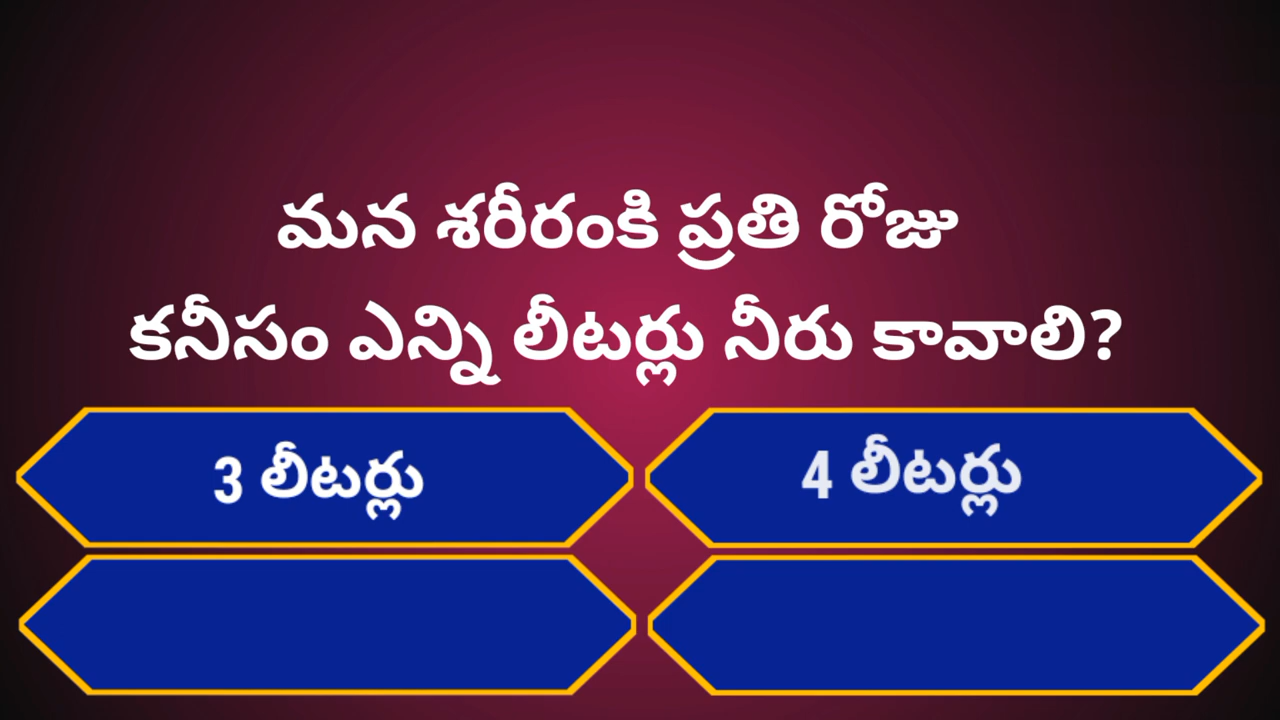 మన శరీరంకి ప్రతి రోజు
కనీసం ఎన్ని లీటర్లు నీరు కావాలి?
3 లీటర్లు
4 లీటర్లు